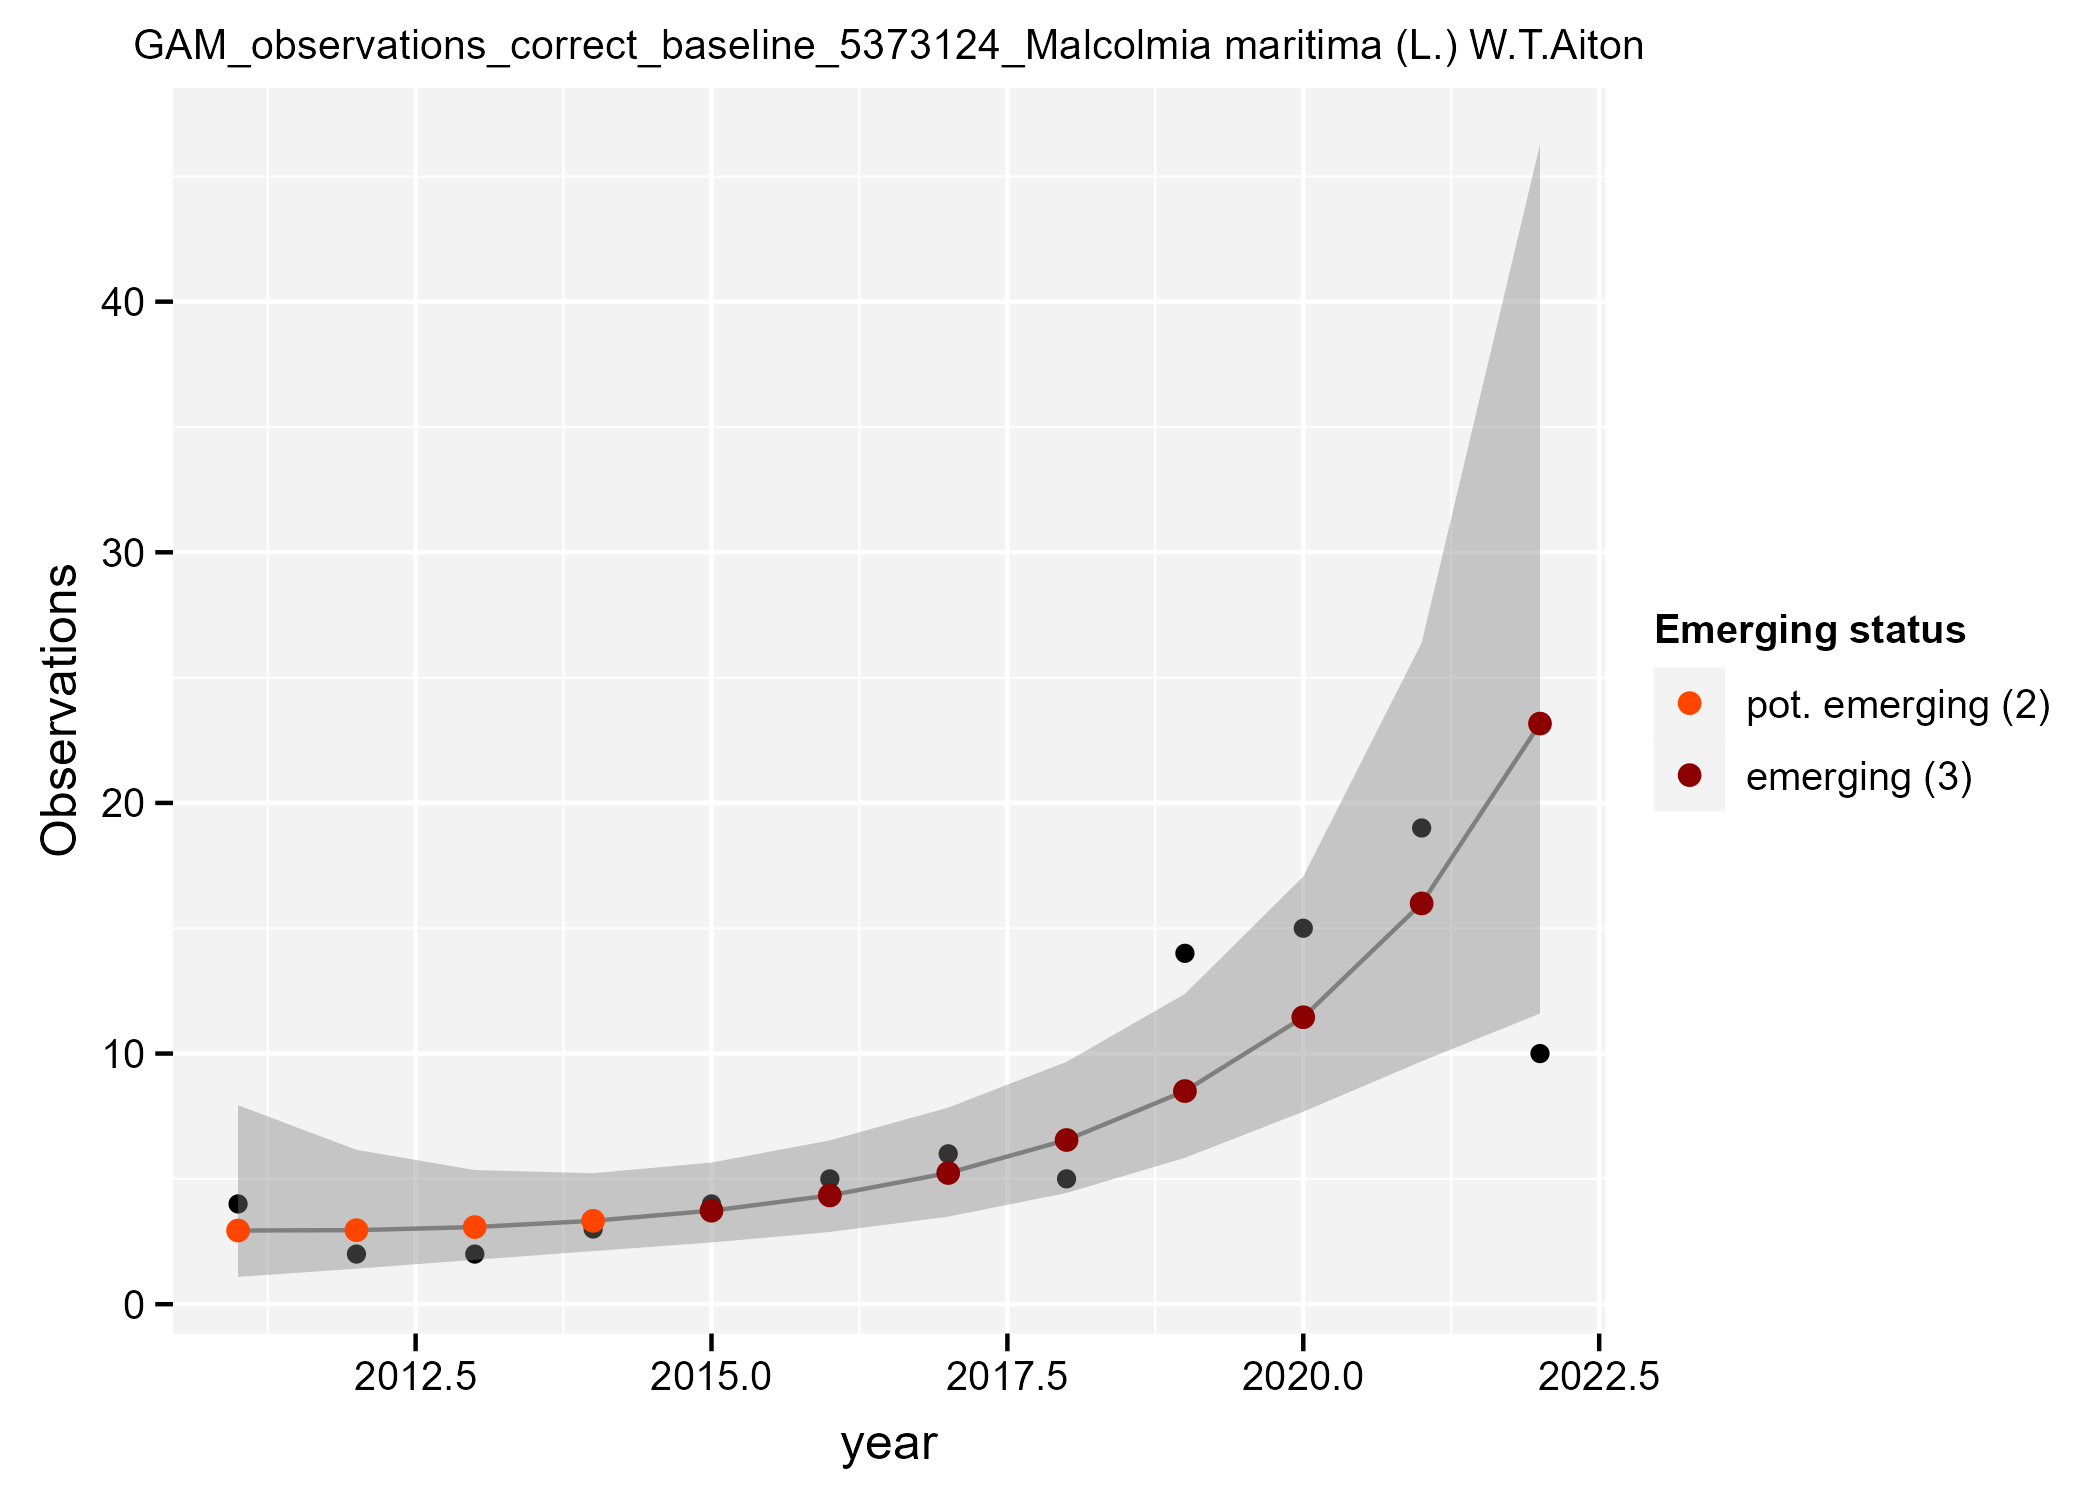 GAM_observations_correct_baseline_5373124_Malcolmia maritima (L.) W.T.Aiton
Observations
40
30
20
10
0
2012.5 2015.0 2017.5 2020.0 2022.5
year
Emerging status
pot. emerging (2)
emerging (3)